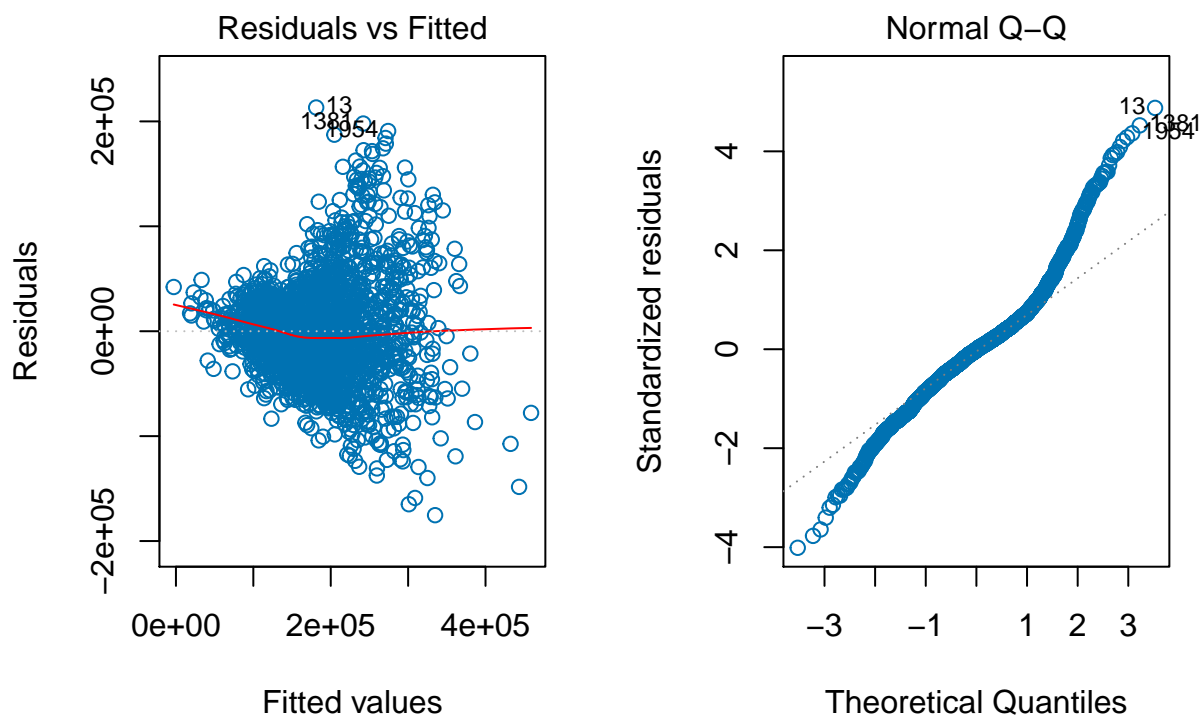 Residuals vs Fitted
Residuals
2e+05
0e+00
−2e+05
13
1381
1954
0e+00 2e+05 4e+05
Fitted values
Normal Q−Q
Standardized residuals
4
2
0
−2
−4
13
1381
1954
−3 −1 1 2 3
Theoretical Quantiles